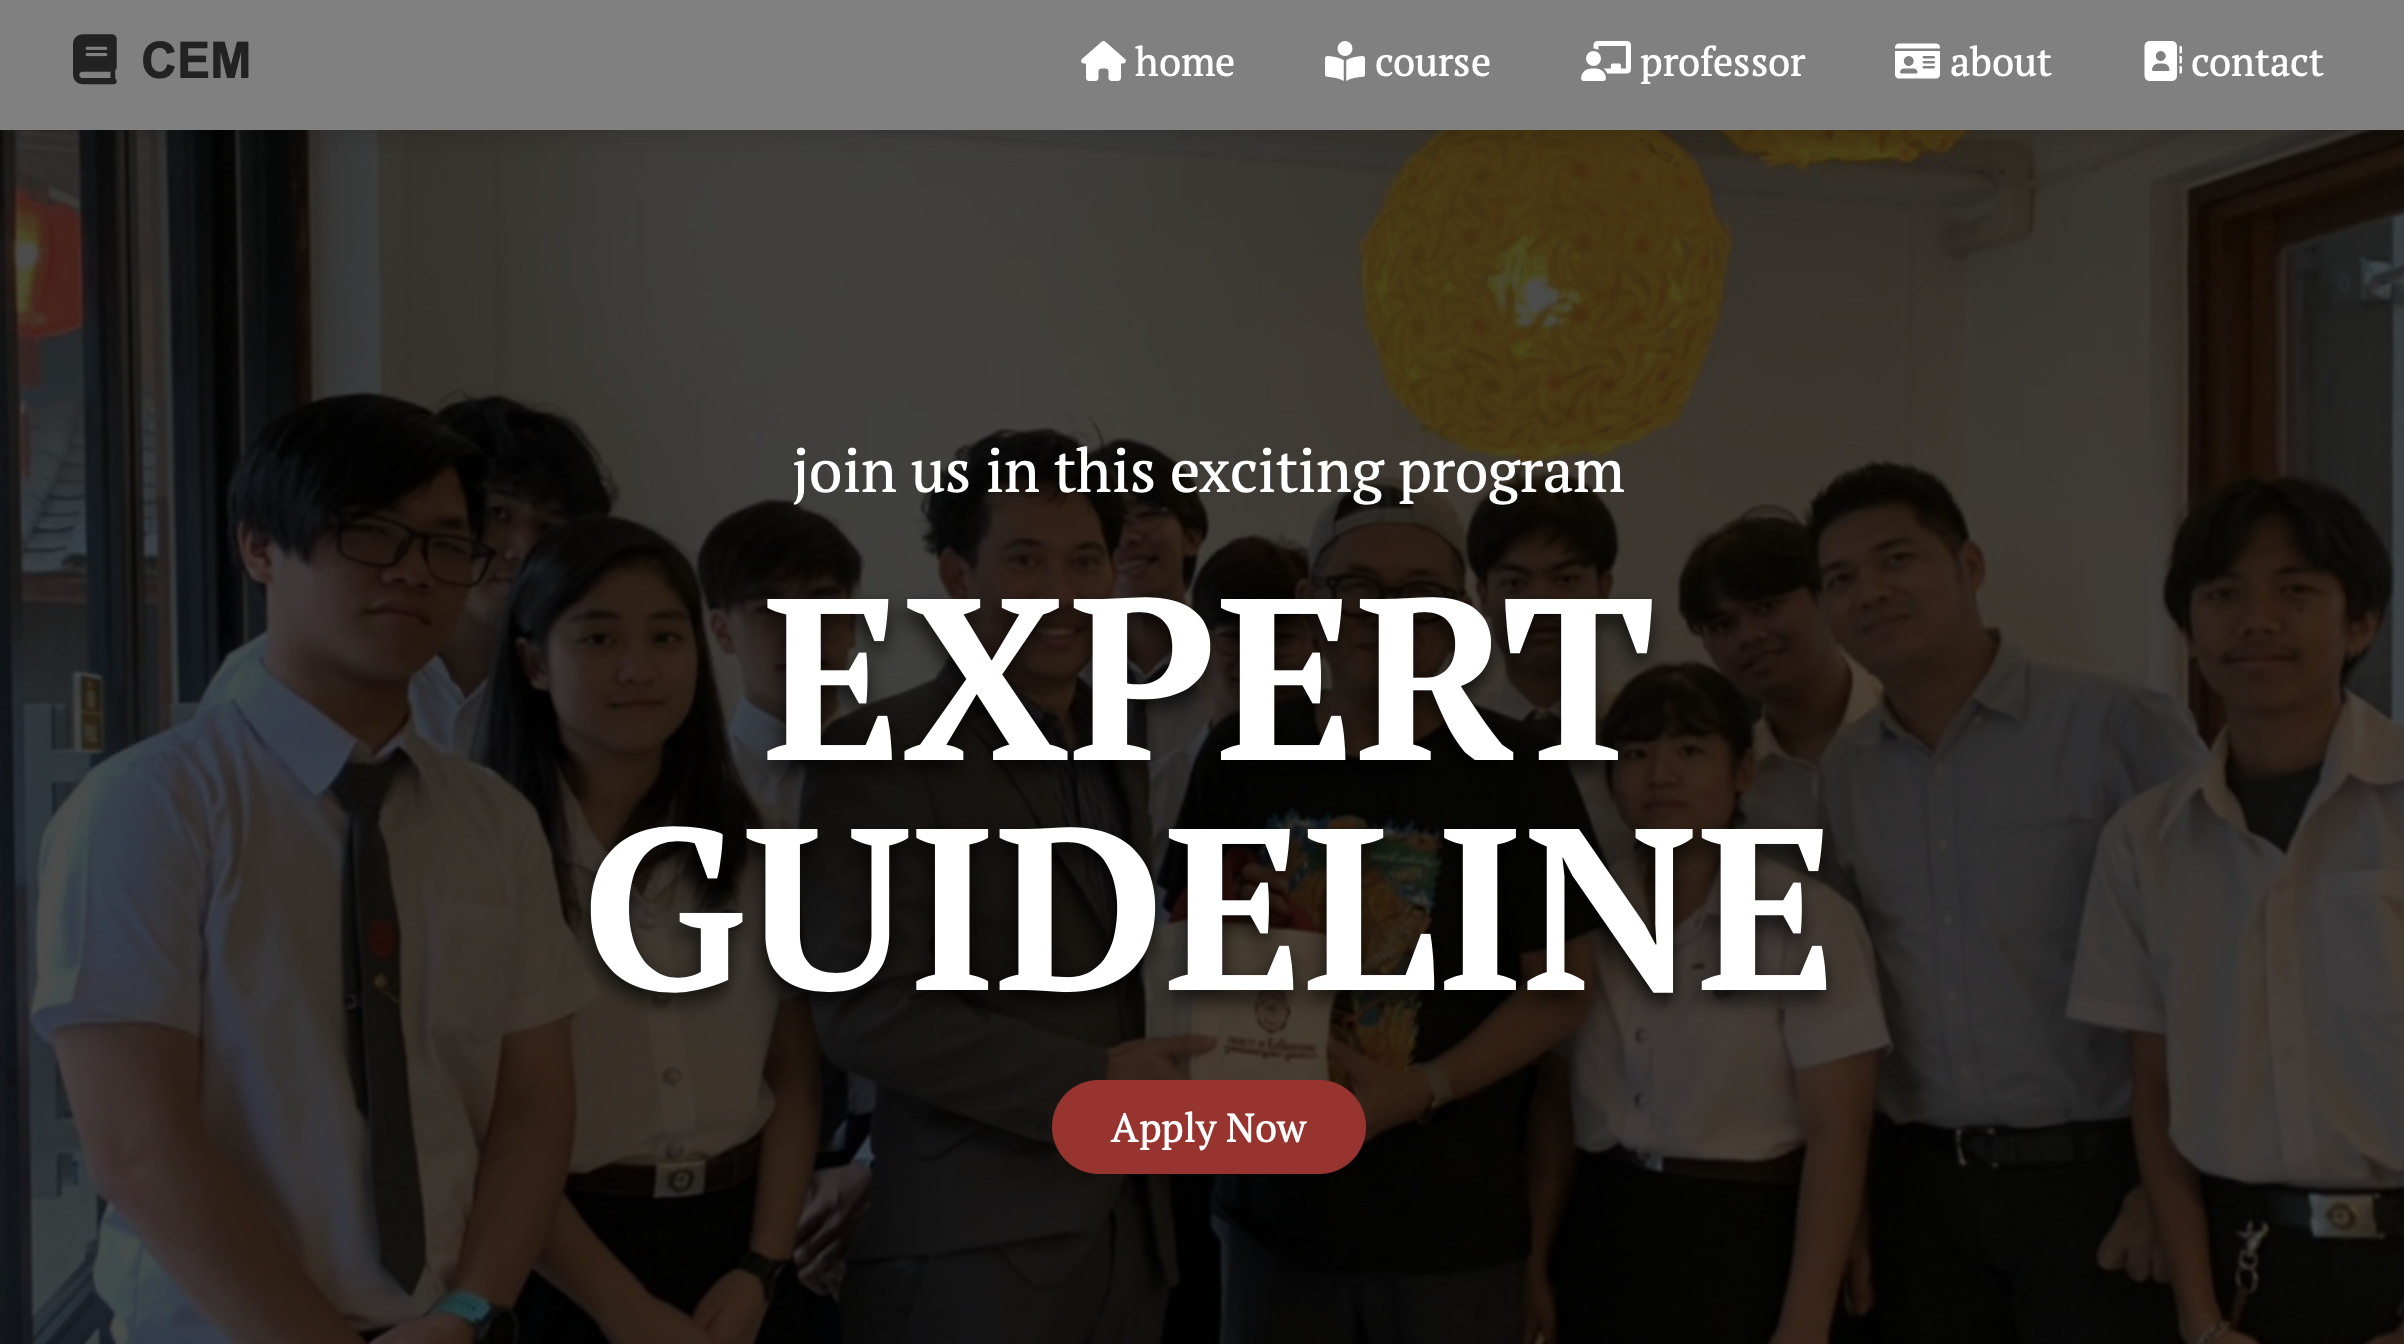 CEM
home course professor about contact
join us in this exciting program
EXPERT
GUIDELINE
Apply Now